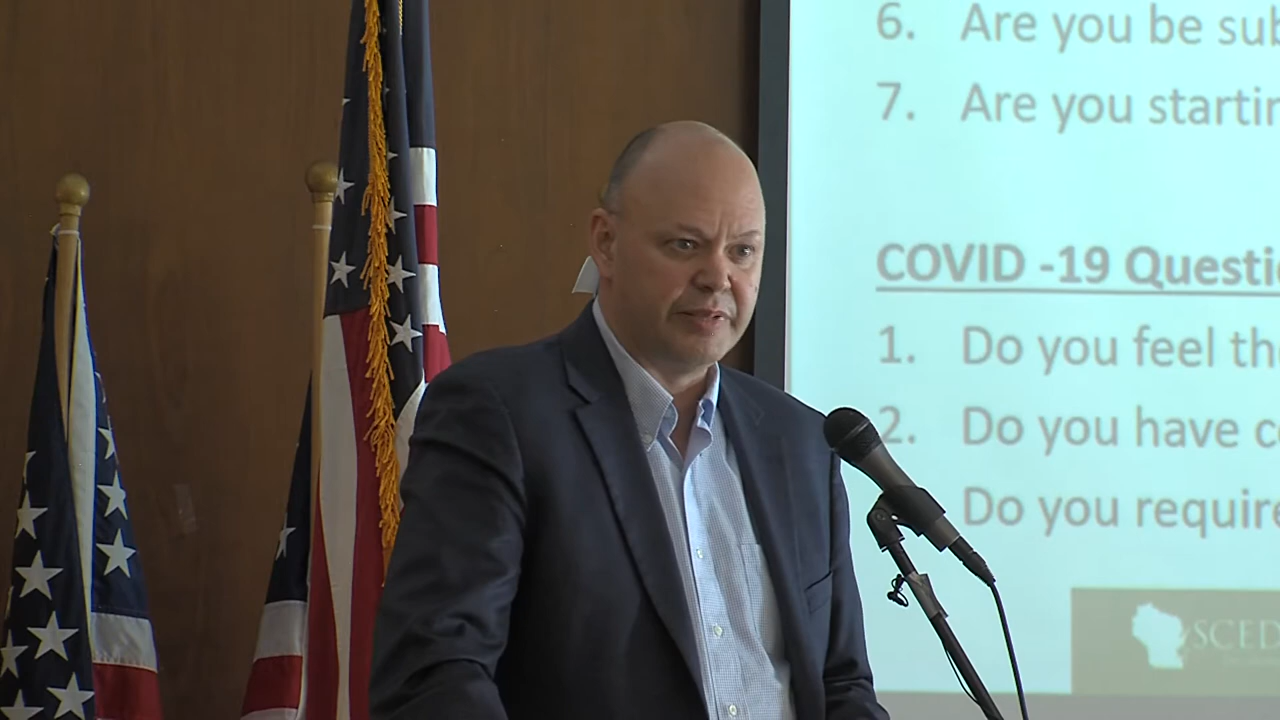 6. Are you be sub
7. Are you startin
COVID -19 Questio
1. Do you feel the
2. Do you have c
Do you require
SCED